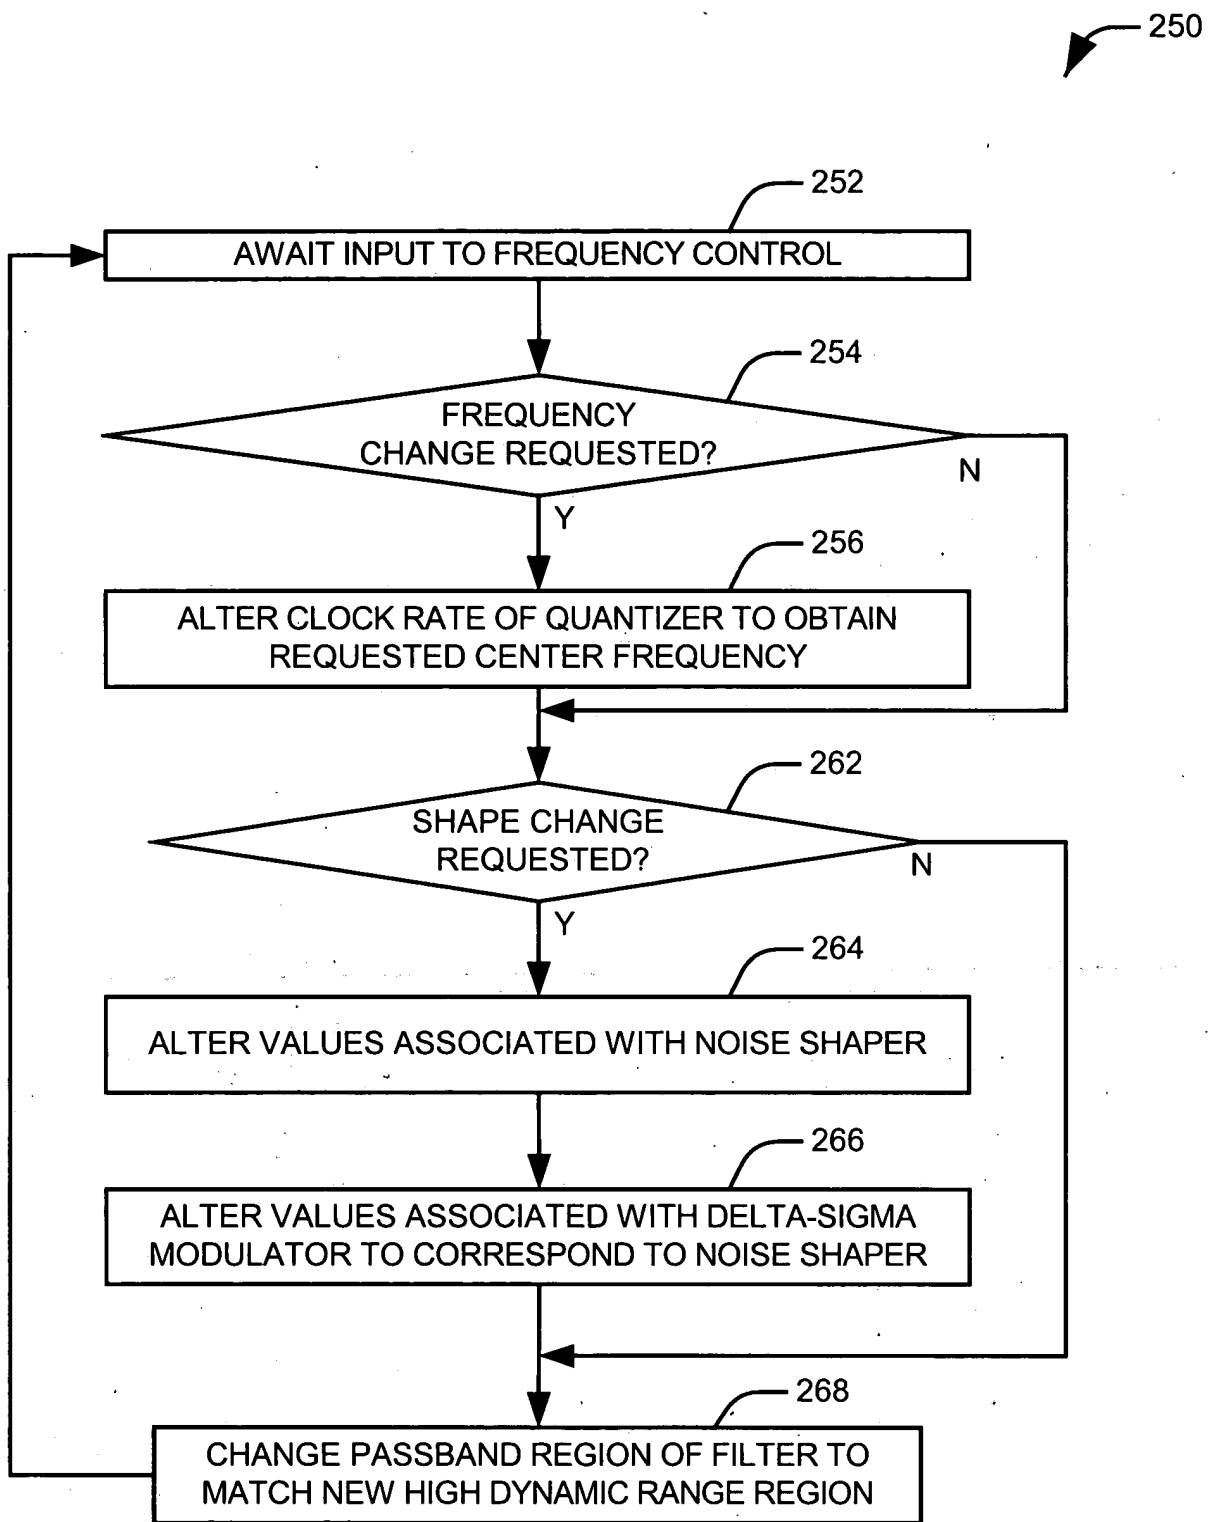 250
252
AWAIT INPUT TO FREQUENCY CONTROL
254
FREQUENCY
CHANGE REQUESTED?
N
Y
256
ALTER CLOCK RATE OF QUANTIZER TO OBTAIN
REQUESTED CENTER FREQUENCY
262
SHAPE CHANGE
REQUESTED?
N
Y
264
ALTER VALUES ASSOCIATED WITH NOISE SHAPER
266
ALTER VALUES ASSOCIATED WITH DELTA-SIGMA
MODULATOR TO CORRESPOND TO NOISE SHAPER
268
CHANGE PASSBAND REGION OF FILTER TO
MATCH NEW HIGH DYNAMIC RANGE REGION